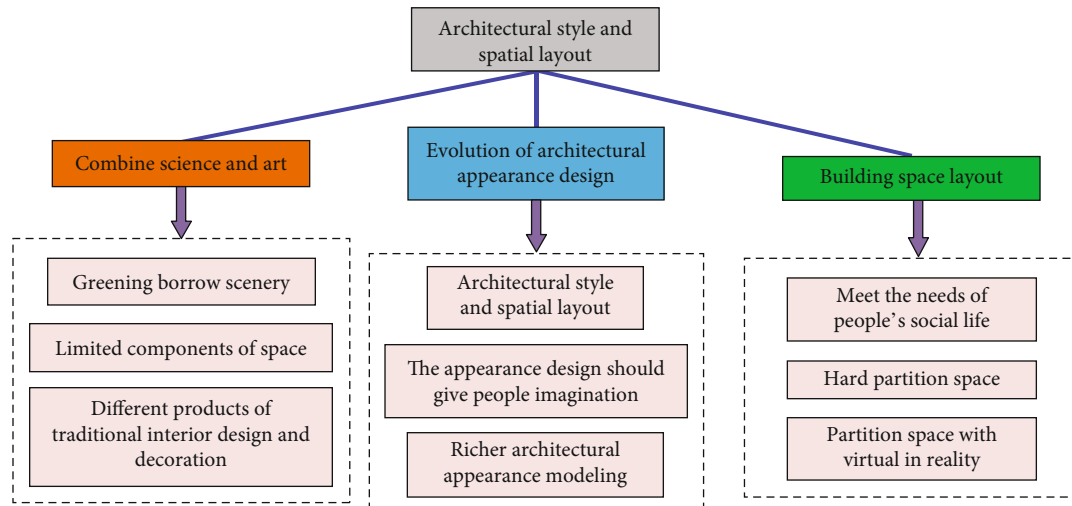 Architectural style and
spatial layout
Combine science and art
Evolution of architectural
appearance design
Building space layout
Greening borrow scenery
Limited components of space
Different products of
traditional interior design and
decoration
Architectural style
and spatial layout
The appearance design should
give people imagination
Richer architectural
appearance modeling
Meet the needs of
people’s social life
Hard partition space
Partition space with
virtual in reality